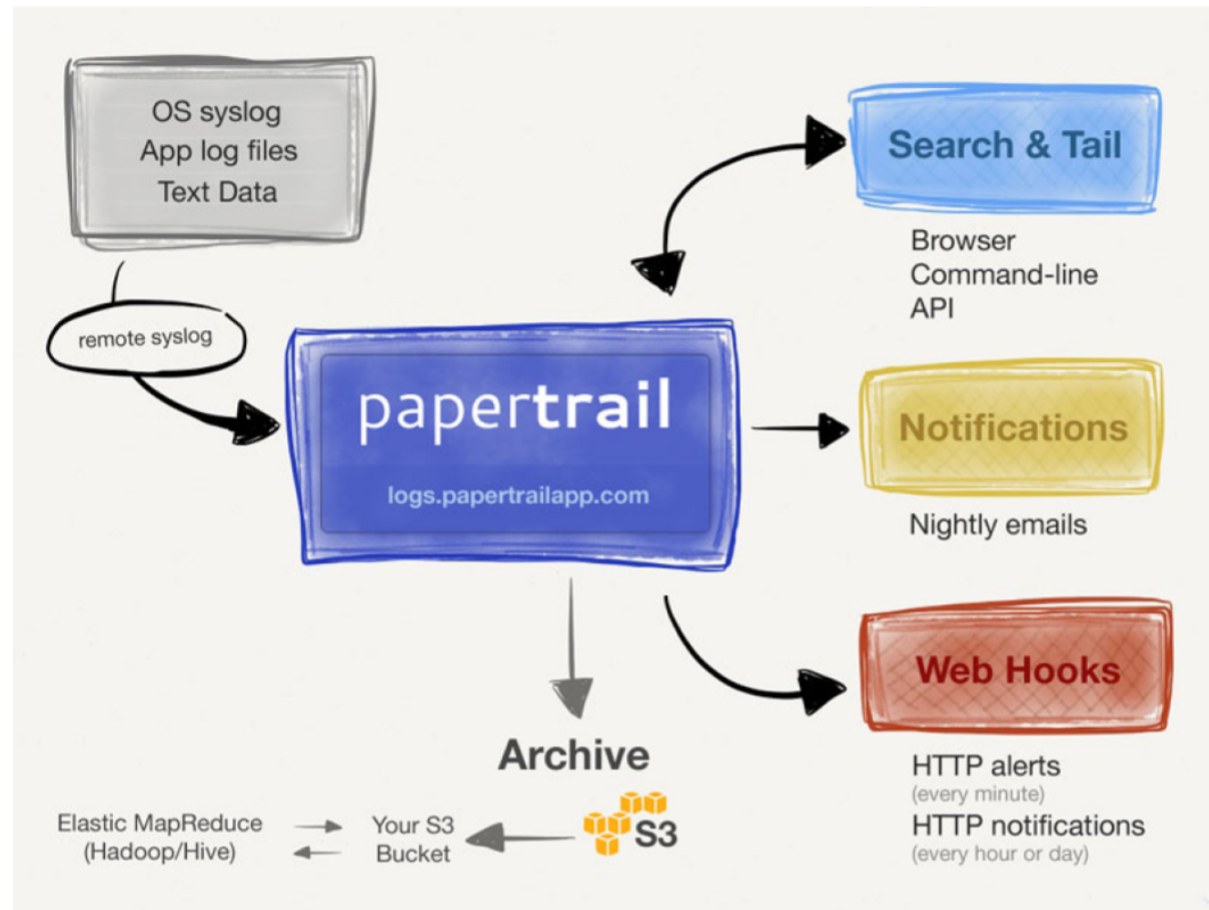 OS syslog
App log files
Text Data
remote syslog
papertrail
logs.papertrailapp.com
Search & Tail
Browser
Command-line
API
Notifications
Nightly emails
Web Hooks
HTTP alerts
(every minute)
HTTP notifications
(every hour or day)
Archive
S3
Your S3
Bucket
Elastic MapReduce
(Hadoop/Hive)